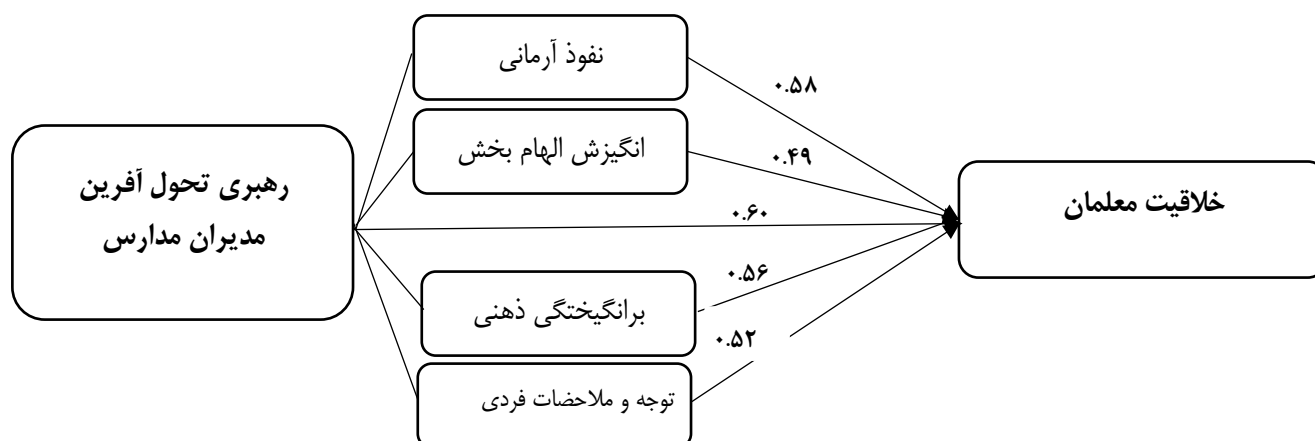 نفوذ آرمانی
۰.۵۸
انگیزش الهام بخش
۰.۴۹
رهبری تحول آفرین
مدیران مدارس
خلاقیت معلمان
۰.۶۰
۰.۵۶
برانگیختگی ذهنی
۰.۵۲
توجه و ملاحضات فردی